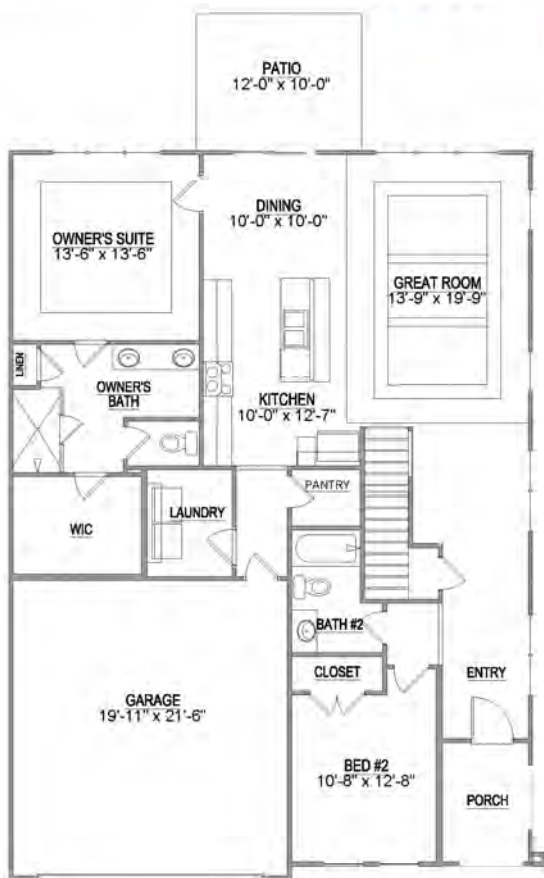 PATIO
12'-0" x 10'-0"
DINING
10'-0" x 10'-0"
OWNER'S SUITE
13'-6" x 13'-6"
GREAT ROOM
13'-9" x 19'-9"
LINEN
OWNER'S
BATH
KITCHEN
10'-0" x 12'-7"
PANTRY
LAUNDRY
WIC
BATH #2
CLOSET
ENTRY
GARAGE
19'-11" x 21'-6"
BED #2
10'-8" x 12'-8"
PORCH